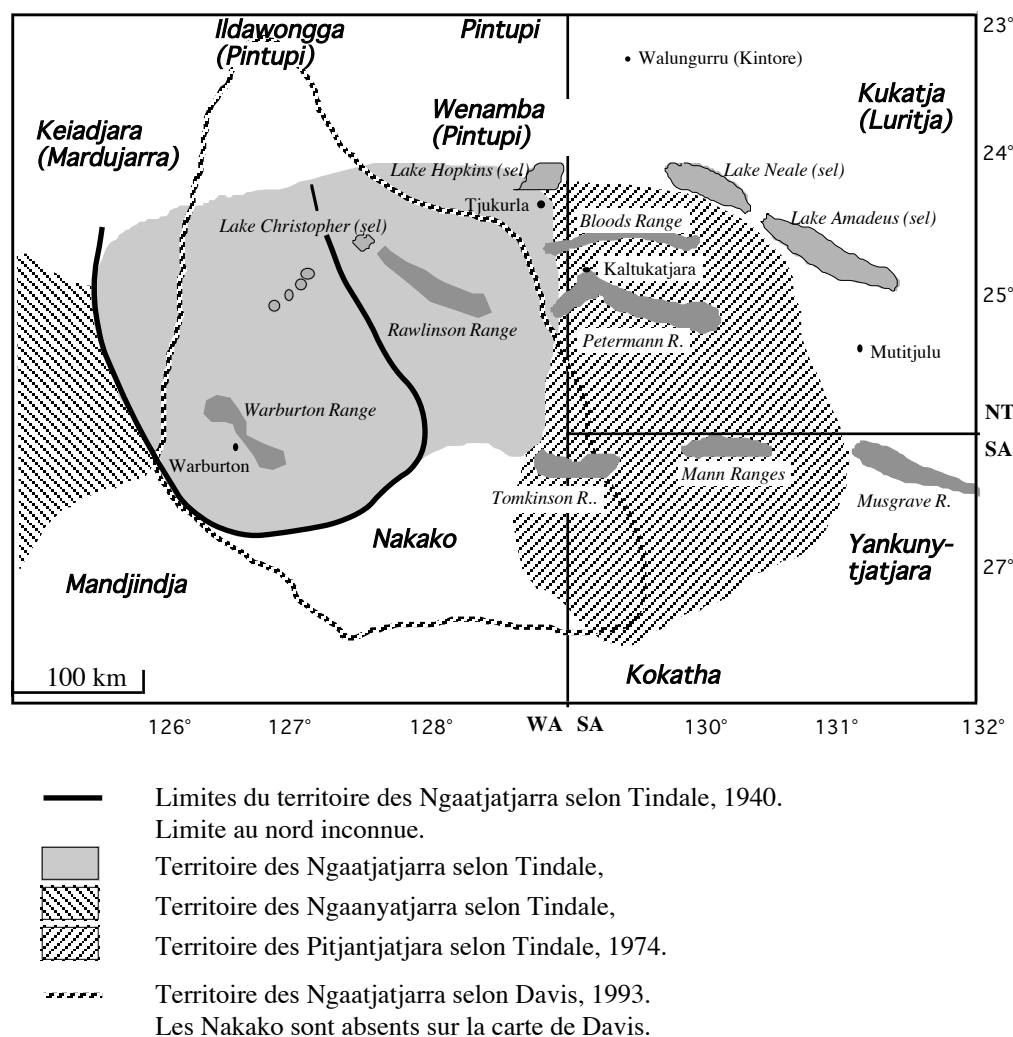 Ildawongga
(Pintupi)
Pintupi
23°
Walungurru (Kintore)
Kukatja
(Luritja)
Wenamba
(Pintupi)
Keiadjara
(Mardujarra)
24°
Lake Hopkins (sel)
Lake Neale (sel)
Tjukurla
Bloods Range
Lake Amadeus (sel)
Lake Christopher (sel)
Kaltukatjara
25°
Rawlinson Range
Petermann R.
Mutitjulu
Warburton Range
NT
SA
Warburton
Mann Ranges
Tomkinson R..
Musgrave R.
Nakako
Yankuny-
tjatjara
27°
Mandjindja
Kokatha
100 km
126°
127°
128°
WA
SA
130°
131°
132°
Limites du territoire des Ngaatjatjarra selon Tindale, 1940.
Limite au nord inconnue.
Territoire des Ngaatjatjarra selon Tindale,
Territoire des Ngaanyatjarra selon Tindale,
Territoire des Pitjantjatjara selon Tindale, 1974.
Territoire des Ngaatjatjarra selon Davis, 1993.
Les Nakako sont absents sur la carte de Davis.